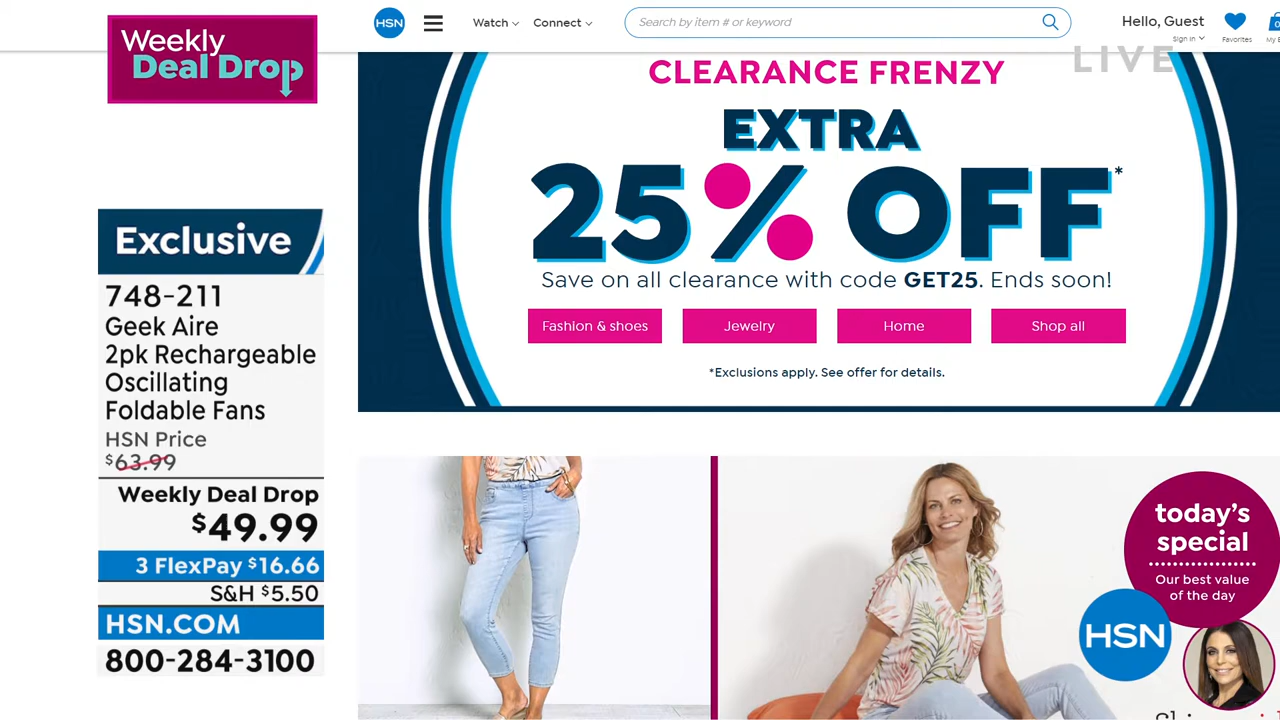 Weekly
Deal Drop
HSN
Watch
Connect
Search by item # or keyword
Hello, Guest
Sign In
Favorites
0
LIVE
CLEARANCE FRENZY
EXTRA
25% OFF*
Save on all clearance with code GET25. Ends soon!
Fashion & shoes
Jewelry
Home
Shop all
*Exclusions apply. See offer for details.
Exclusive
748-211
Geek Aire
2pk Rechargeable
Oscillating
Foldable Fans
HSN Price
$63.99
Weekly Deal Drop
$49.99
3 FlexPay $16.66
S&H $5.50
HSN.COM
800-284-3100
today's
special
Our best value
of the day
HSN